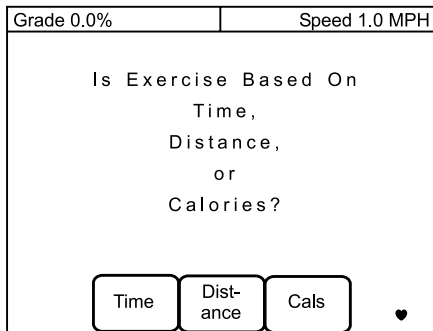 Grade 0.0% Speed 1.0 MPH
Is Exercise Based On
Time,
Distance,
or
Calories?
Time
Dist-
ance
Cals